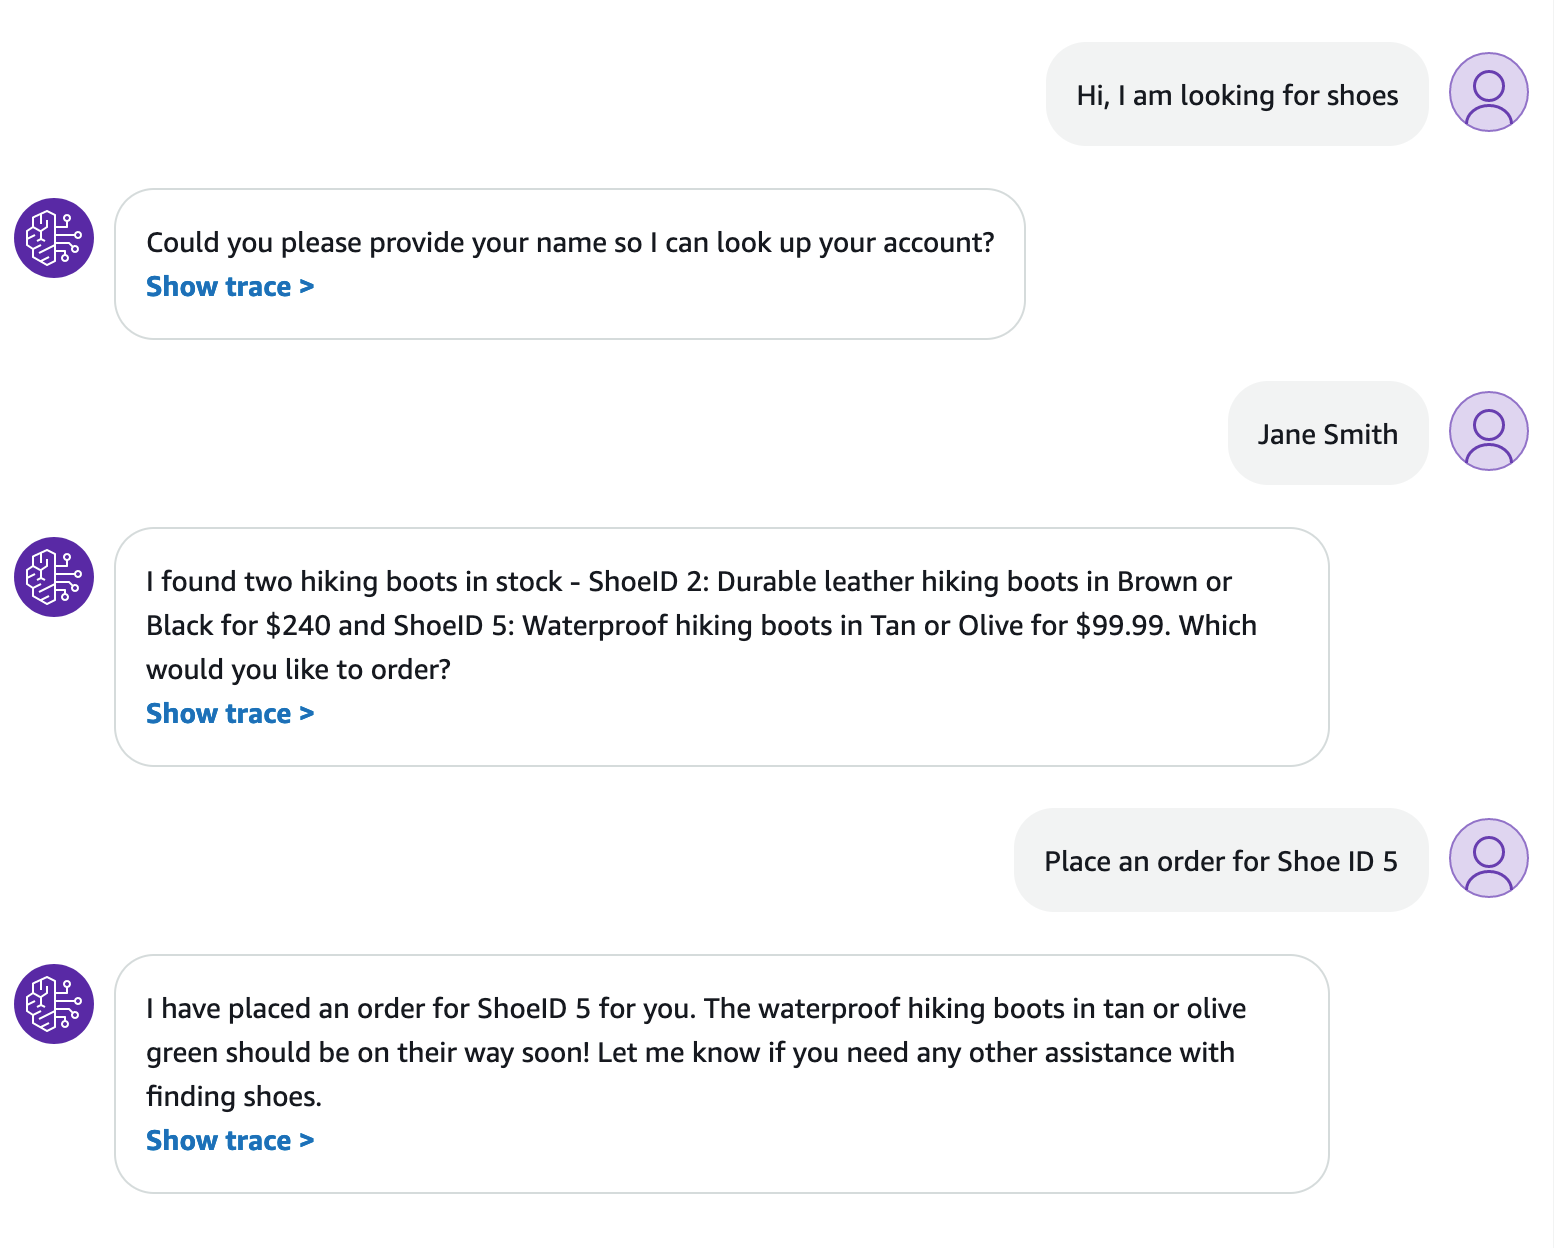 Hi, I am looking for shoes
Could you please provide your name so I can look up your account?
Show trace >
Jane Smith
I found two hiking boots in stock - ShoeID 2: Durable leather hiking boots in Brown or
Black for $240 and ShoeID 5: Waterproof hiking boots in Tan or Olive for $99.99. Which
would you like to order?
Show trace >
Place an order for Shoe ID 5
I have placed an order for ShoeID 5 for you. The waterproof hiking boots in tan or olive
green should be on their way soon! Let me know if you need any other assistance with
finding shoes.
Show trace >